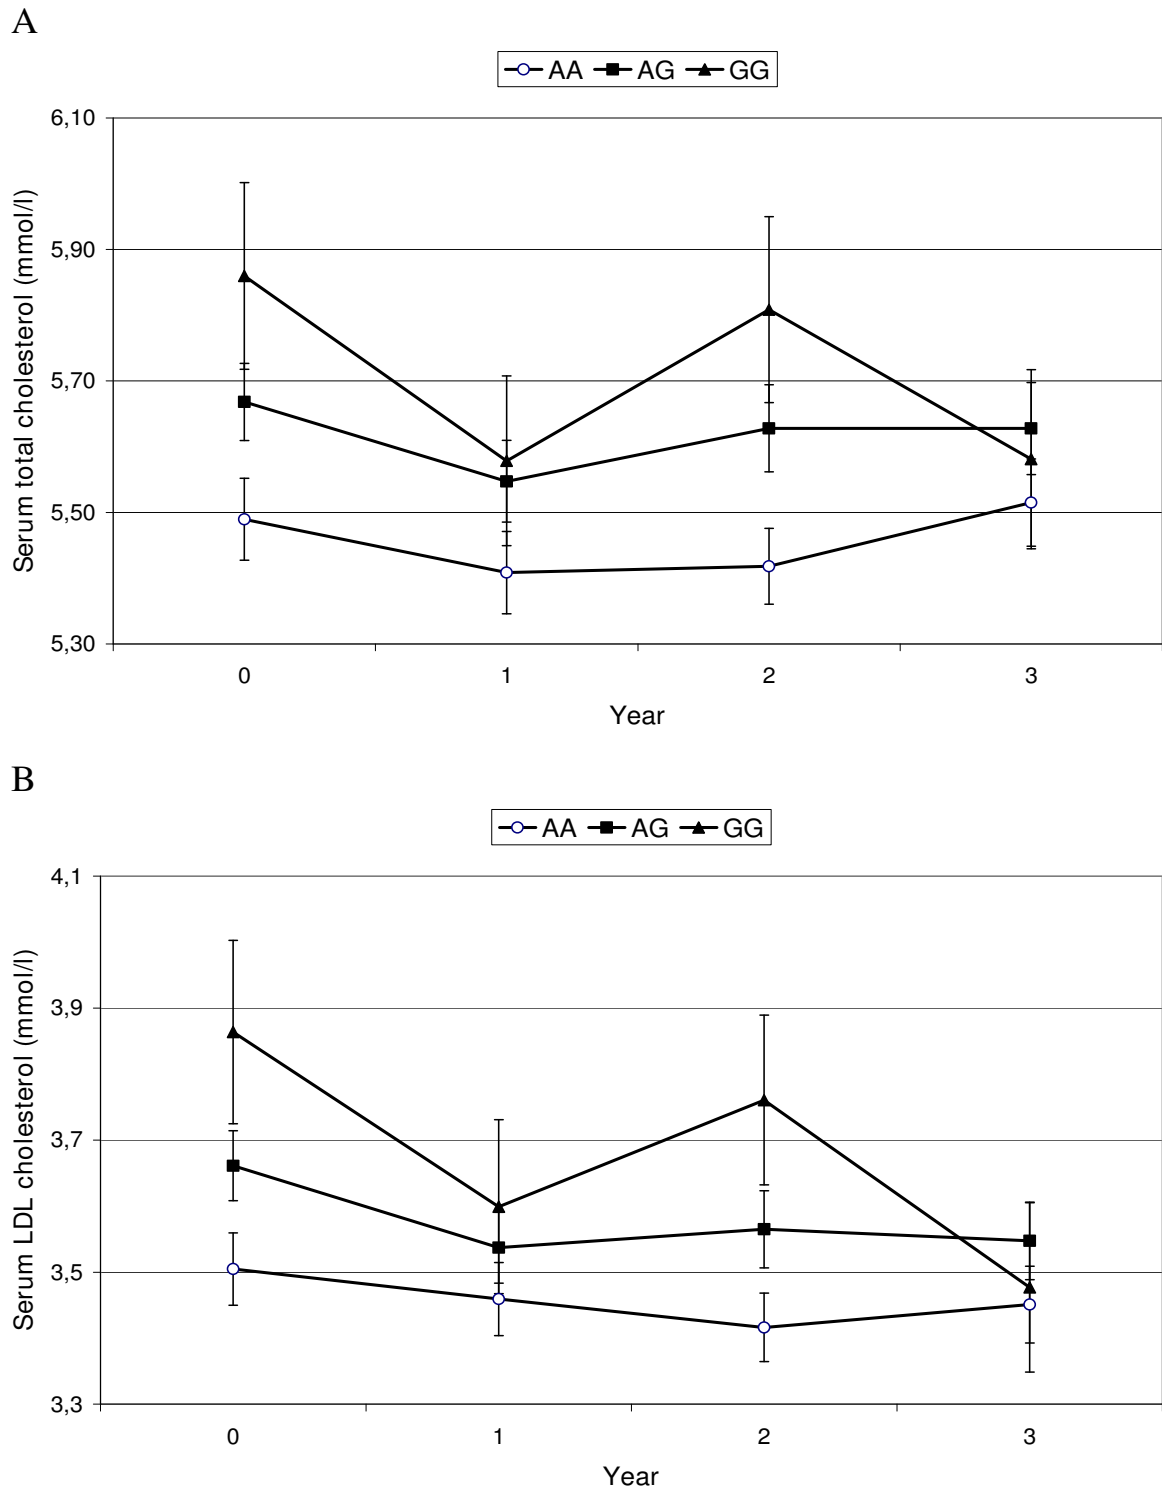 A
AA AG GG
6,10
5,90
5,70
5,50
5,30
Serum total cholesterol (mmol/l)
0 1 2 3
Year
B
AA AG GG
4,1
3,9
3,7
3,5
3,3
Serum LDL cholesterol (mmol/l)
0 1 2 3
Year